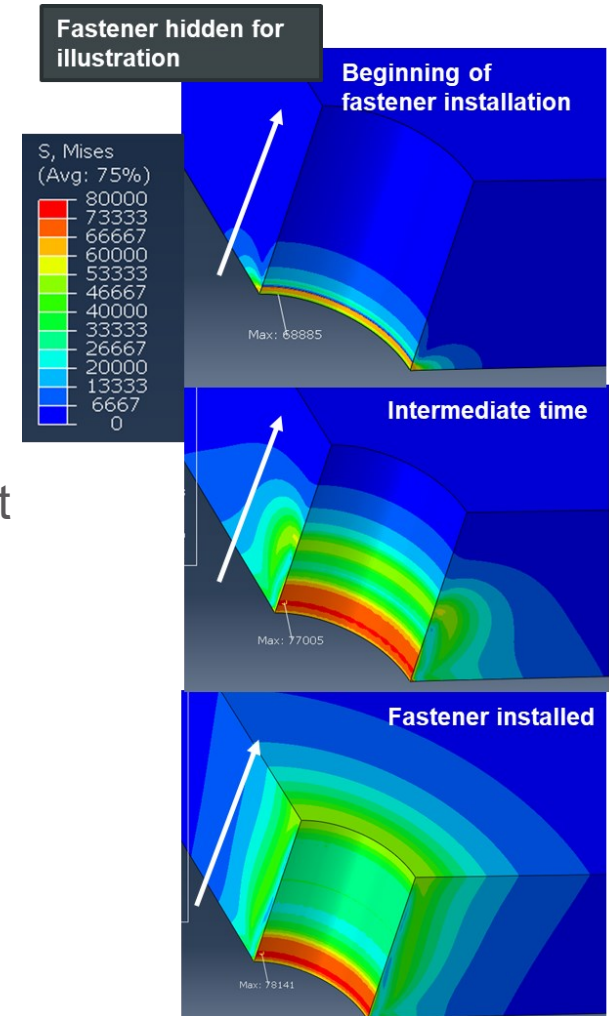 Fastener hidden for
illustration
Beginning of
fastener installation
S, Mises
(Avg: 75%)
80000
73333
66667
60000
53333
46667
40000
33333
26667
20000
13333
6667
0
Max: 68885
Intermediate time
t
Max: 77005
Fastener installed
Max: 78141